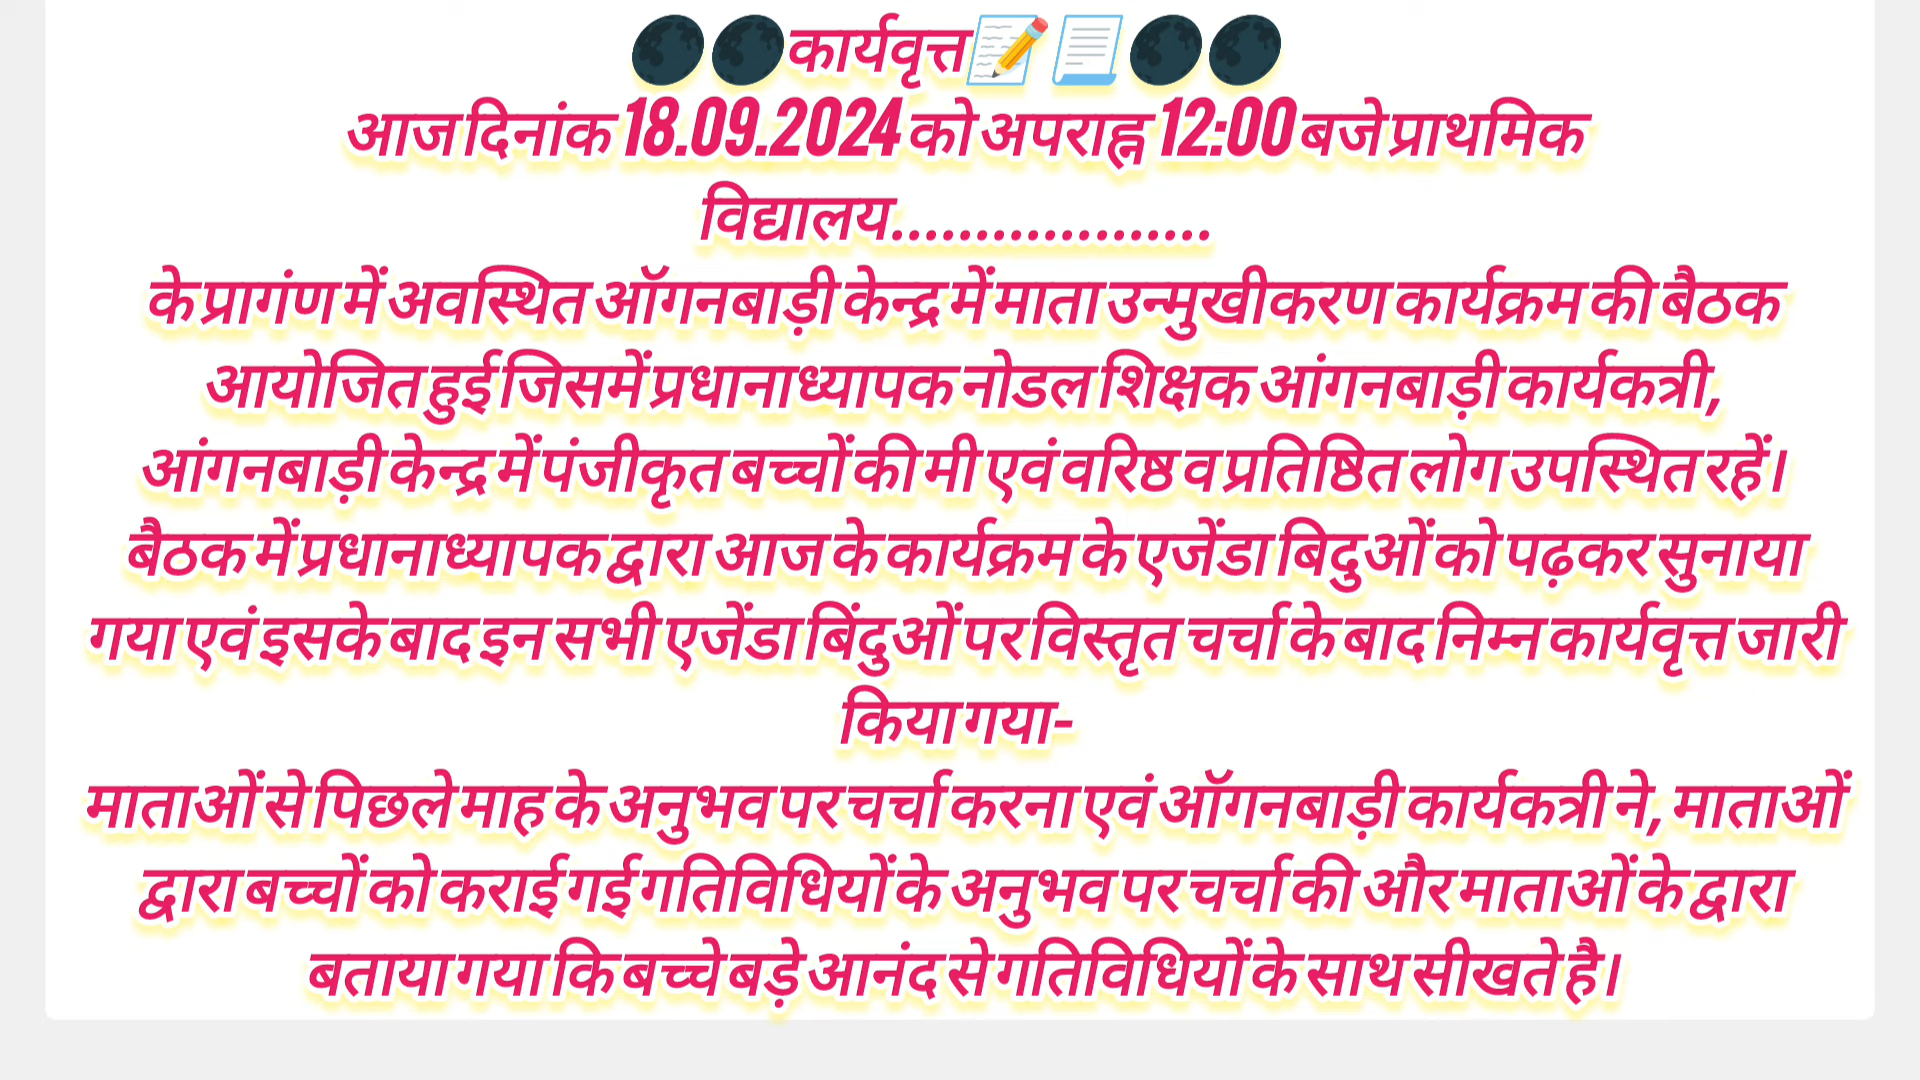 🌑🌑कार्यवृत्त📝📃🌑🌑
आज दिनांक 18.09.2024 को अपराह्न 12:00 बजे प्राथमिक
विद्यालय...................
के प्रागंण में अवस्थित ऑगनबाड़ी केन्द्र में माता उन्मुखीकरण कार्यक्रम की बैठक
आयोजित हुई जिसमें प्रधानाध्यापक नोडल शिक्षक आंगनबाड़ी कार्यकत्री,
आंगनबाड़ी केन्द्र में पंजीकृत बच्चों की मी एवं वरिष्ठ व प्रतिष्ठित लोग उपस्थित रहें।
बैठक में प्रधानाध्यापक द्वारा आज के कार्यक्रम के एजेंडा बिदुओं को पढ़कर सुनाया
गया एवं इसके बाद इन सभी एजेंडा बिंदुओं पर विस्तृत चर्चा के बाद निम्न कार्यवृत्त जारी
किया गया-
माताओं से पिछले माह के अनुभव पर चर्चा करना एवं ऑगनबाड़ी कार्यकत्री ने, माताओं
द्वारा बच्चों को कराई गई गतिविधियों के अनुभव पर चर्चा की और माताओं के द्वारा
बताया गया कि बच्चे बड़े आनंद से गतिविधियों के साथ सीखते है।